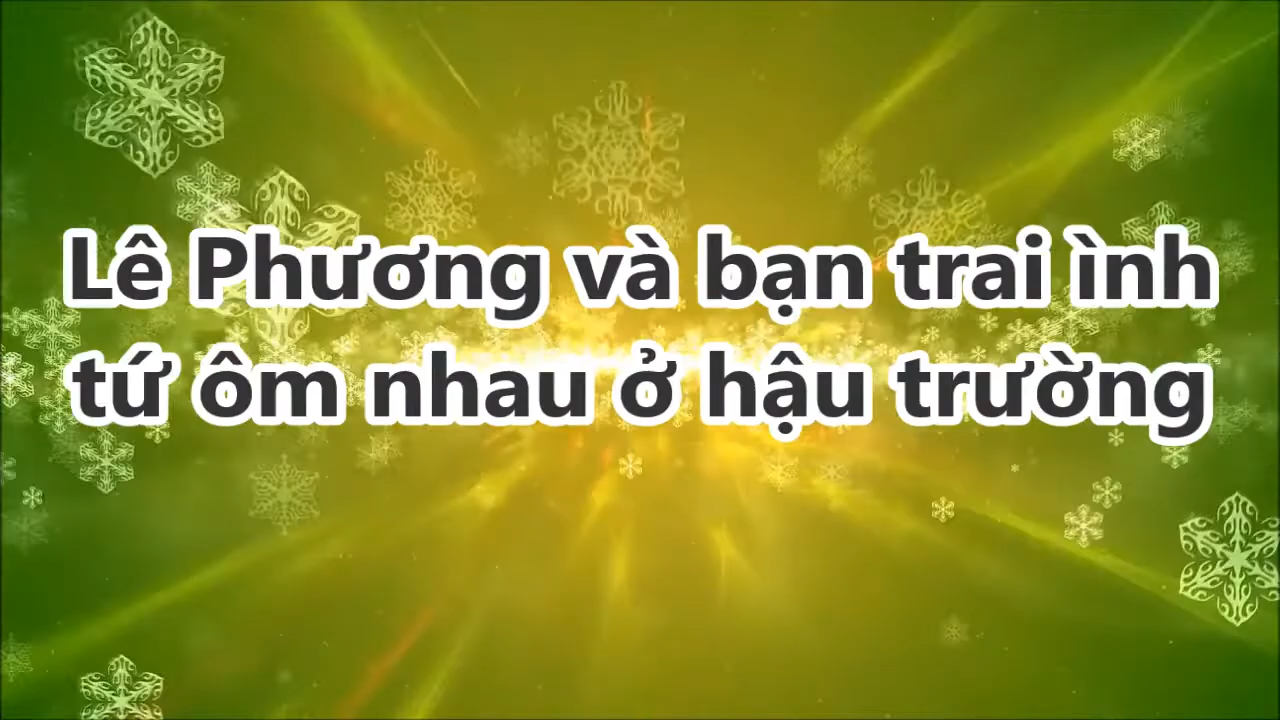 Lê Phương và bạn trai ình
tứ ôm nhau ở hậu trường